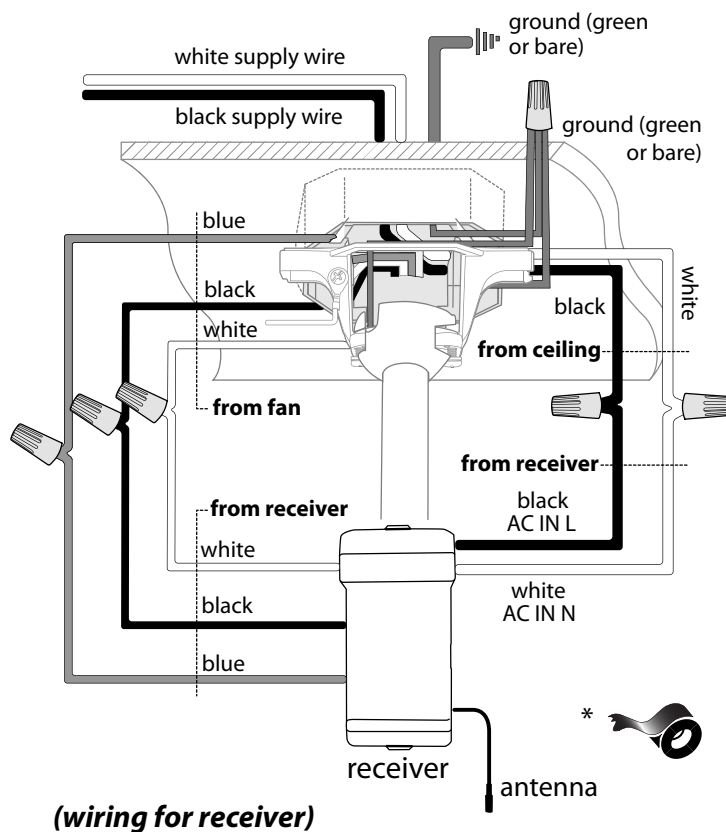 ground (green
or bare)
white supply wire
black supply wire
ground (green
or bare)
blue
black
white
white
black
from ceiling
from fan
from receiver
from receiver
black
AC IN L
white
white
AC IN N
black
blue
*
receiver
antenna
(wiring for receiver)